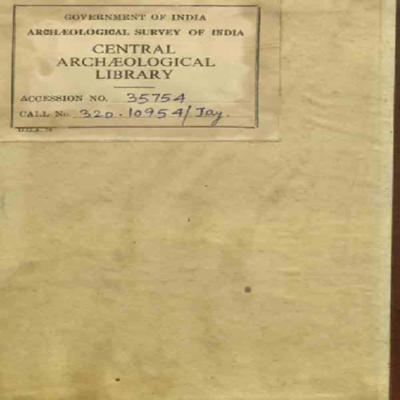 GOVERNMENT OF INDIA
ARCHÆOLOGICAL SURVEY OF INDIA
CENTRAL
ARCHÆOLOGICAL
LIBRARY
ACCESSION NO. 35754
CALL No. 320.10954/Jay.